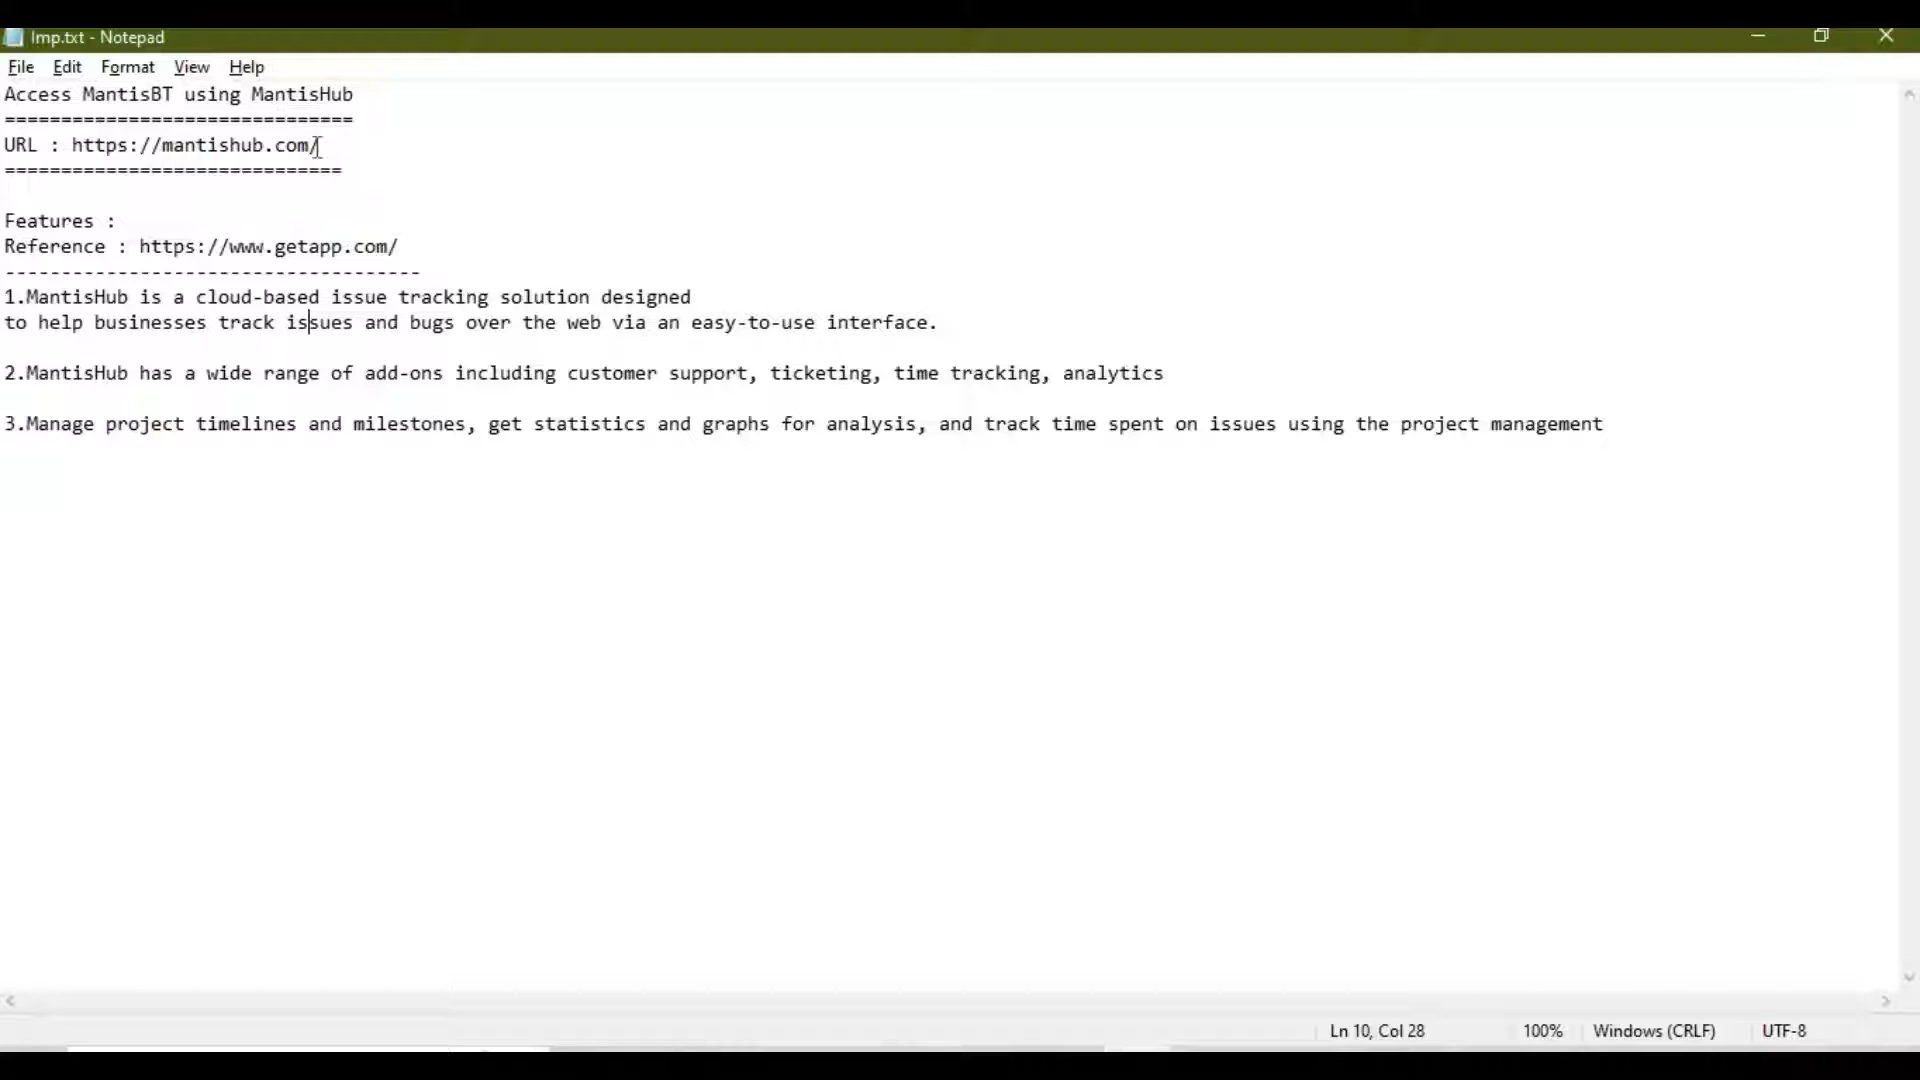 Imp.txt - Notepad
File Edit Format View Help
Access MantisBT using MantisHub
===============================
URL : https://mantishub.com/
==============================
Features :
Reference : https://www.getapp.com/
-------------------------------------
1.MantisHub is a cloud-based issue tracking solution designed
to help businesses track issues and bugs over the web via an easy-to-use interface.
2.MantisHub has a wide range of add-ons including customer support, ticketing, time tracking, analytics
3.Manage project timelines and milestones, get statistics and graphs for analysis, and track time spent on issues using the project management
Ln 10, Col 28 100% Windows (CRLF) UTF-8